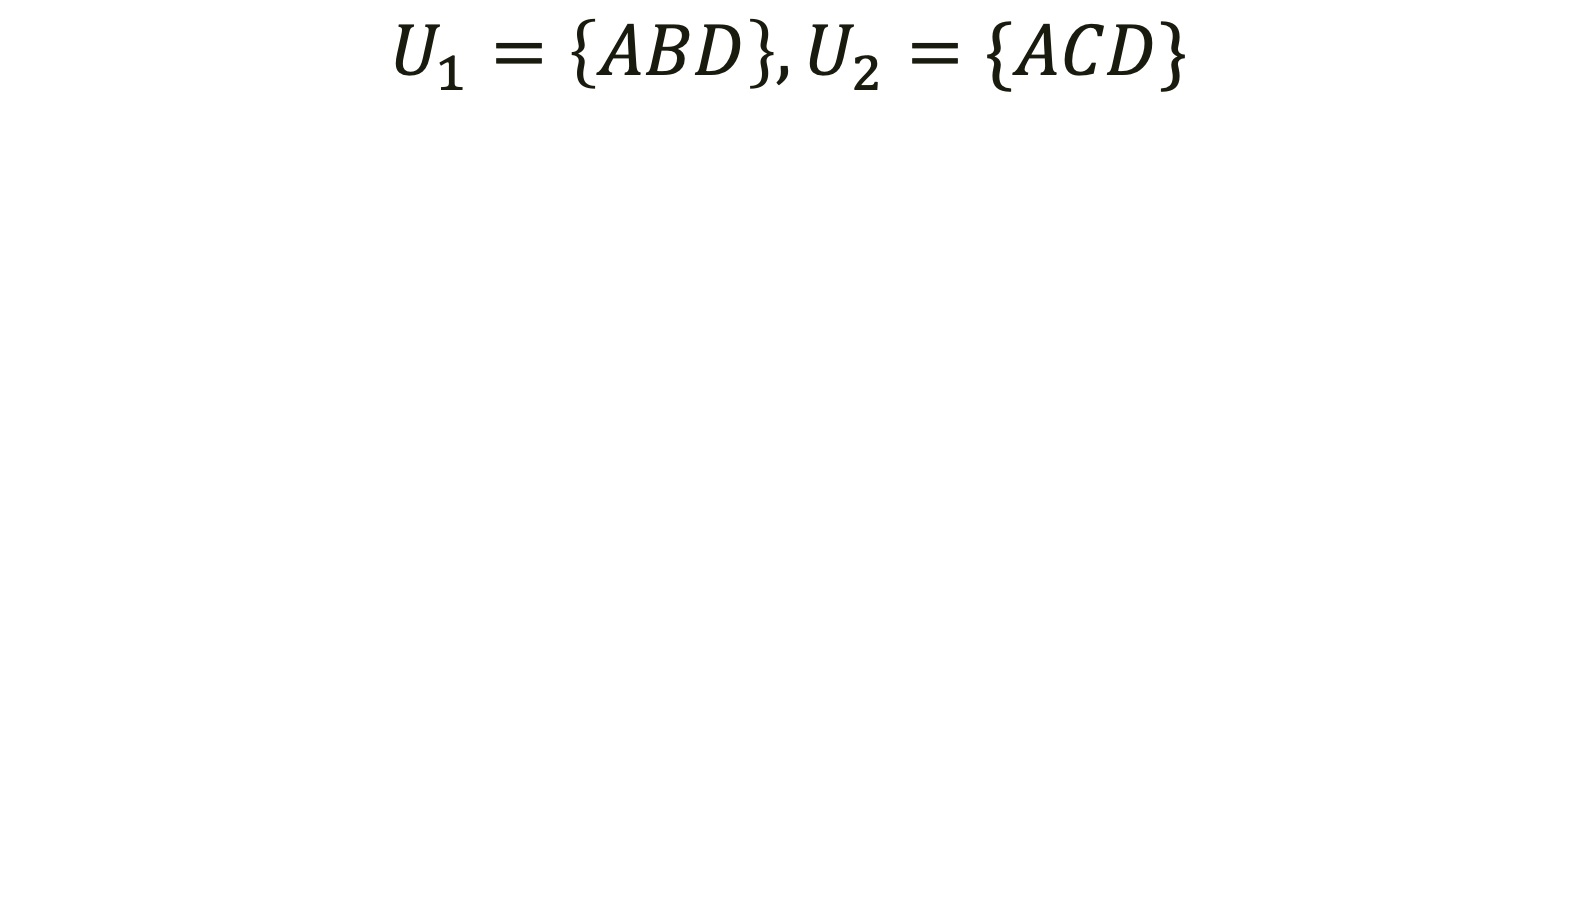 U₁ = {ABD}, U₂ = {ACD}